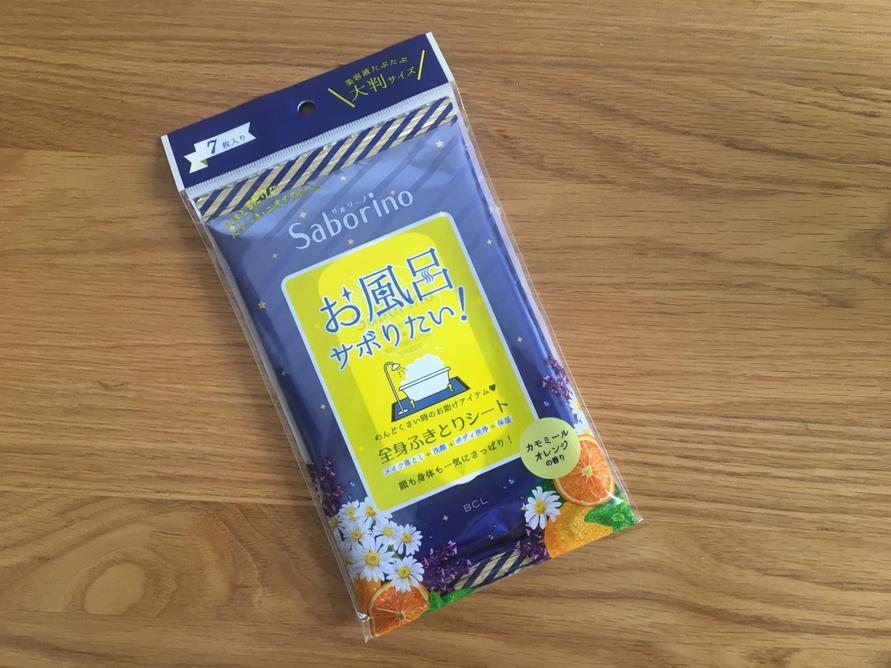 美容液たぷたぷ
大判サイズ
7枚入り
サボリーノ
Saborino
お風呂
サボりたい!
めんどくさい時のお助けアイテム♥
全身ふきとりシート
メイク落とし+洗顔+ボディ洗浄+保湿
顔も身体も一気にさっぱり!
カモミール
オレンジ
の香り
BCL